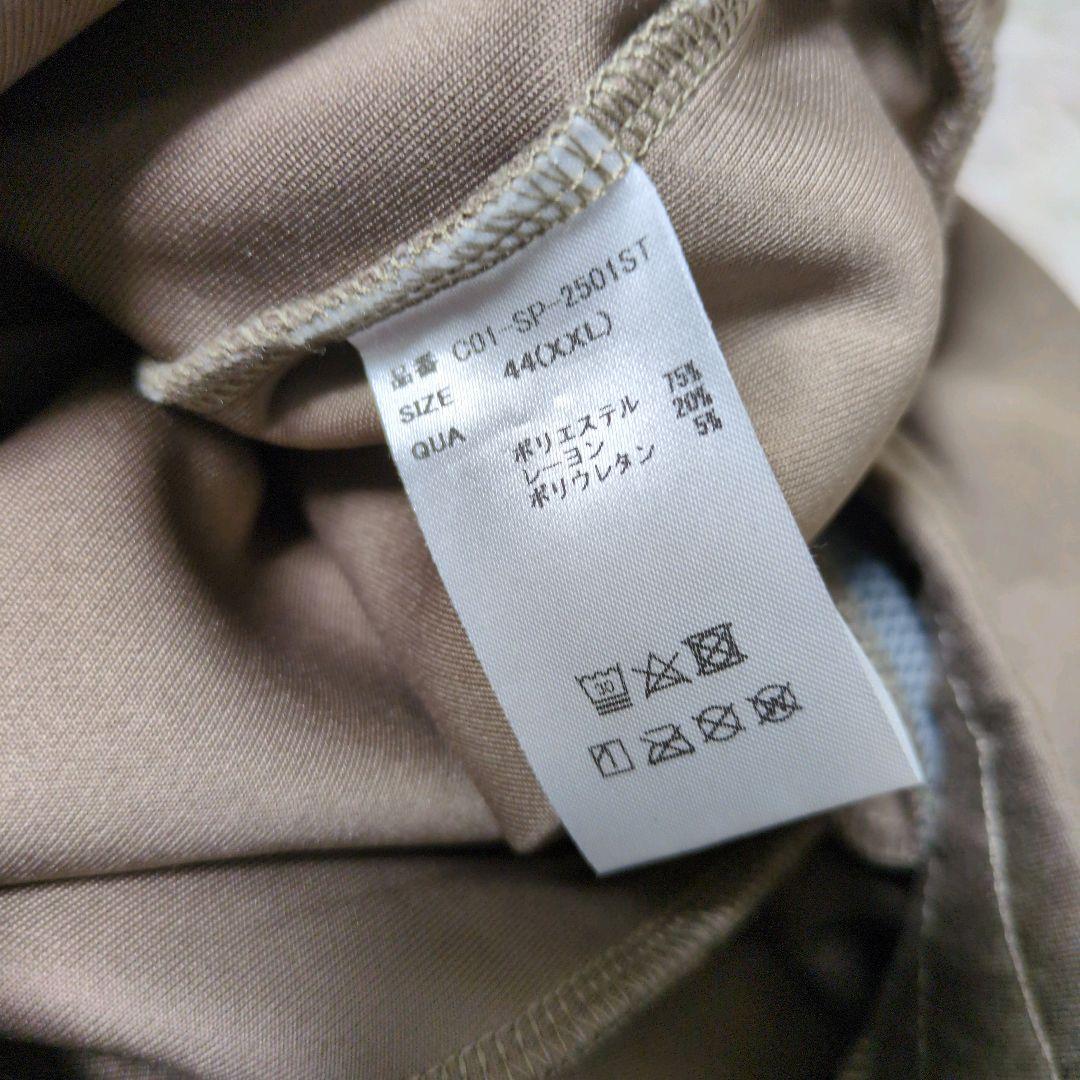 品番 C01-SP-2501ST
SIZE 44(XXL)
QUA ポリエステル 75%
レーヨン 20%
ポリウレタン 5%
30
W